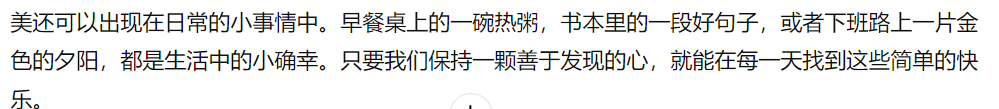 美还可以出现在日常的小事情中。早餐桌上的一碗热粥，书本里的一段好句子，或者下班路上一片金
色的夕阳，都是生活中的小确幸。只要我们保持一颗善于发现的心，就能在每一天找到这些简单的快
乐。